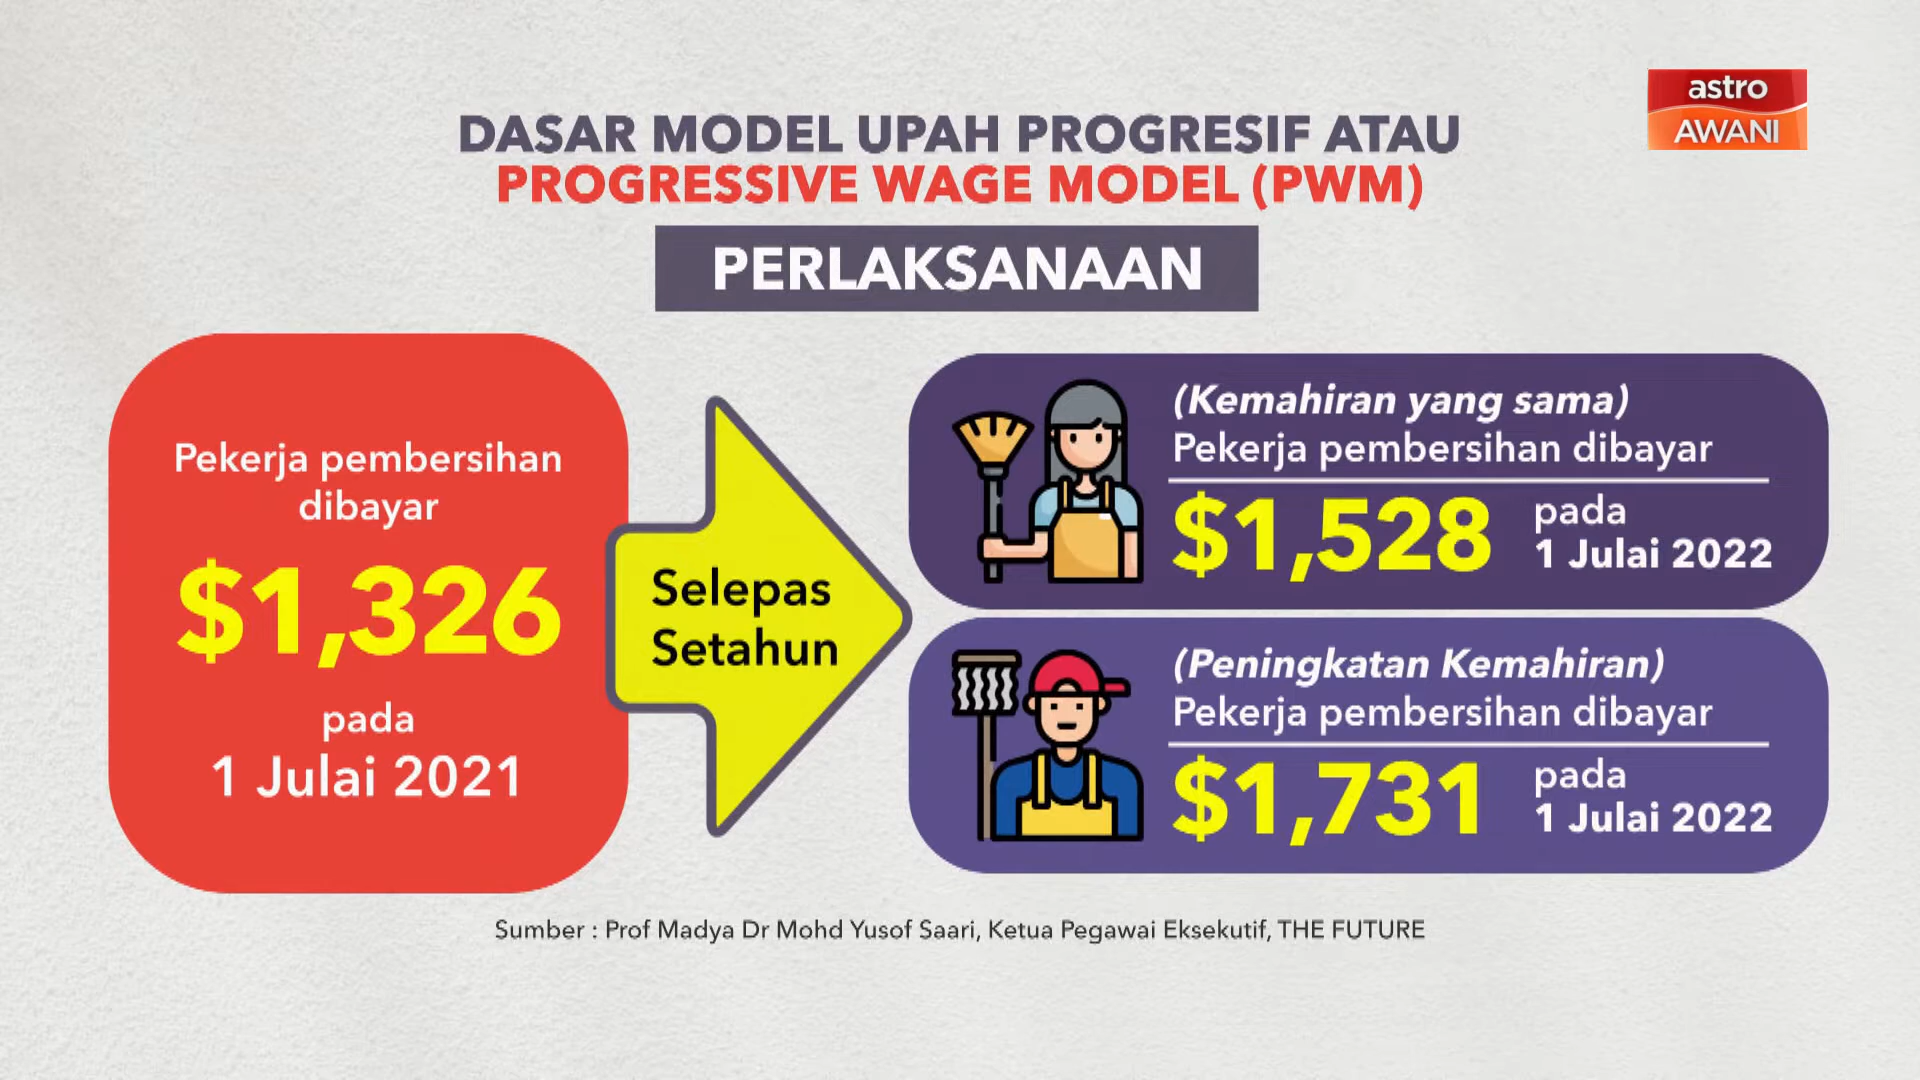 astro
AWANI
DASAR MODEL UPAH PROGRESIF ATAU
PROGRESSIVE WAGE MODEL (PWM)
PERLAKSANAAN
Pekerja pembersihan
dibayar
$1,326
pada
1 Julai 2021
Selepas
Setahun
(Kemahiran yang sama)
Pekerja pembersihan dibayar
$1,528
pada
1 Julai 2022
(Peningkatan Kemahiran)
Pekerja pembersihan dibayar
$1,731
pada
1 Julai 2022
Sumber : Prof Madya Dr Mohd Yusof Saari, Ketua Pegawai Eksekutif, THE FUTURE